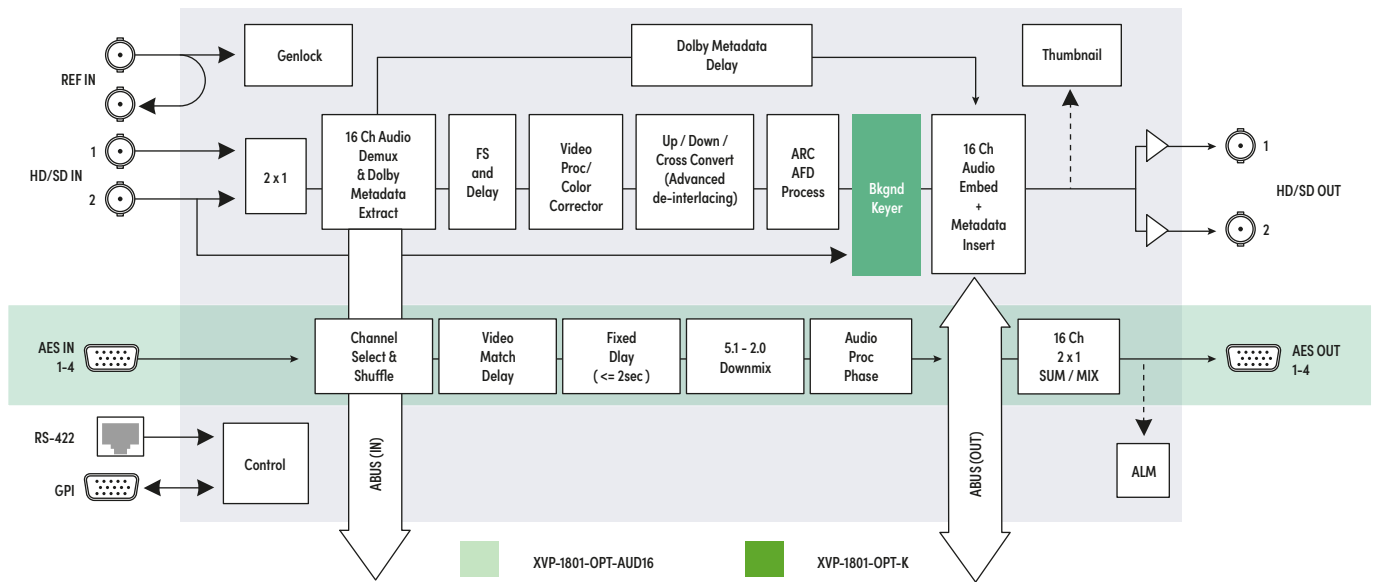 REF IN
Genlock
Dolby Metadata
Delay
Thumbnail
1
HD/SD IN
2
2 x 1
16 Ch Audio
Demux
& Dolby
Metadata
Extract
FS
and
Delay
Video
Proc/
Color
Corrector
Up / Down /
Cross Convert
(Advanced
de-interlacing)
ARC
AFD
Process
Bkgnd
Keyer
16 Ch
Audio
Embed
+
Metadata
Insert
1
HD/SD OUT
2
AES IN
1-4
Channel
Select &
Shuffle
Video
Match
Delay
Fixed
Dlay
( <= 2sec )
5.1 - 2.0
Downmix
Audio
Proc
Phase
16 Ch
2 x 1
SUM / MIX
AES OUT
1-4
RS-422
GPI
Control
ABUS (IN)
ABUS (OUT)
ALM
XVP-1801-OPT-AUD16
XVP-1801-OPT-K